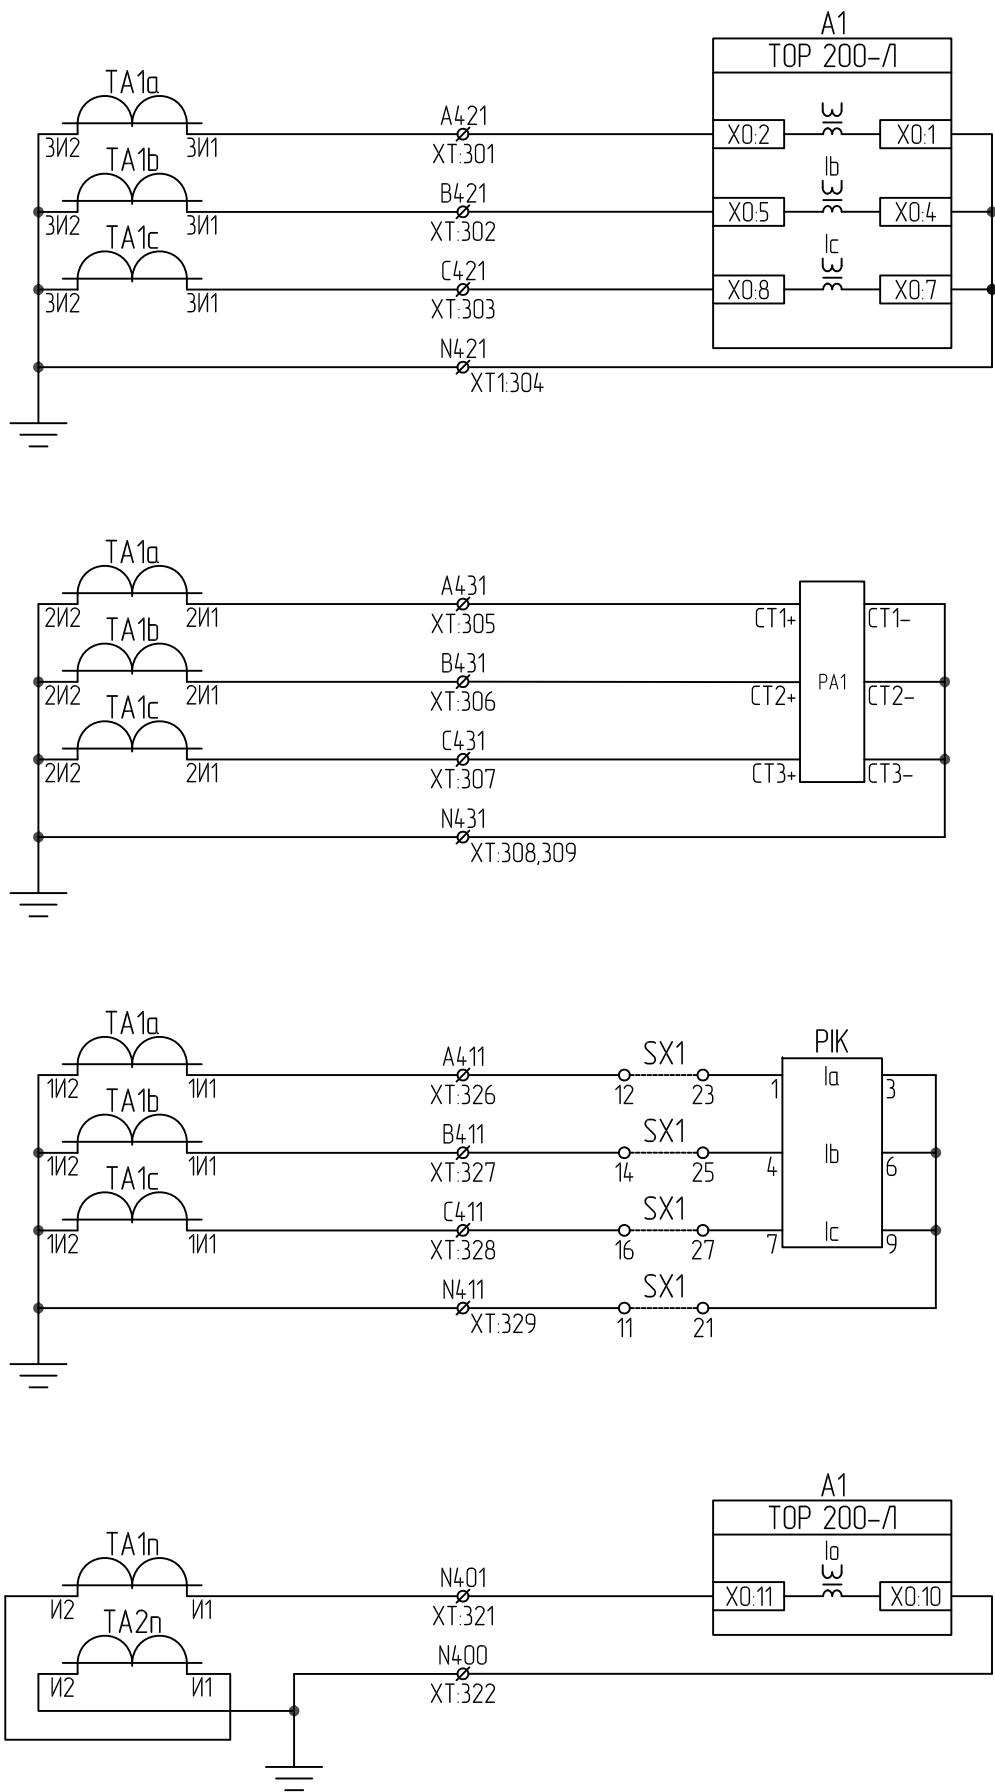 A1
ТОР 200-Л
TA1a
3И2 3И1
A421
XT:301
X0:2 X0:1
TA1b
3И2 3И1
B421
XT:302
Ib
X0:5 X0:4
TA1c
3И2 3И1
C421
XT:303
Ic
X0:8 X0:7
N421
XT1:304
TA1a
2И2 2И1
A431
XT:305
CT1+ CT1-
TA1b
2И2 2И1
B431
XT:306
CT2+ PA1 CT2-
TA1c
2И2 2И1
C431
XT:307
CT3+ CT3-
N431
XT:308,309
PIK
TA1a
1И2 1И1
A411
XT:326
SX1
12 23
1 Ia 3
TA1b
1И2 1И1
B411
XT:327
SX1
14 25
4 Ib 6
TA1c
1И2 1И1
C411
XT:328
SX1
16 27
7 Ic 9
N411
XT:329
SX1
11 21
A1
ТОР 200-Л
TA1n
И2 И1
N401
XT:321
Io
X0:11 X0:10
TA2n
И2 И1
N400
XT:322